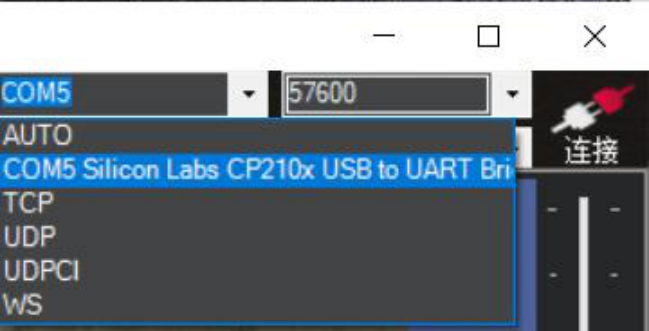 COM5 57600
AUTO
连接
COM5 Silicon Labs CP210x USB to UART Bri
TCP
UDP
UDPCI
WS